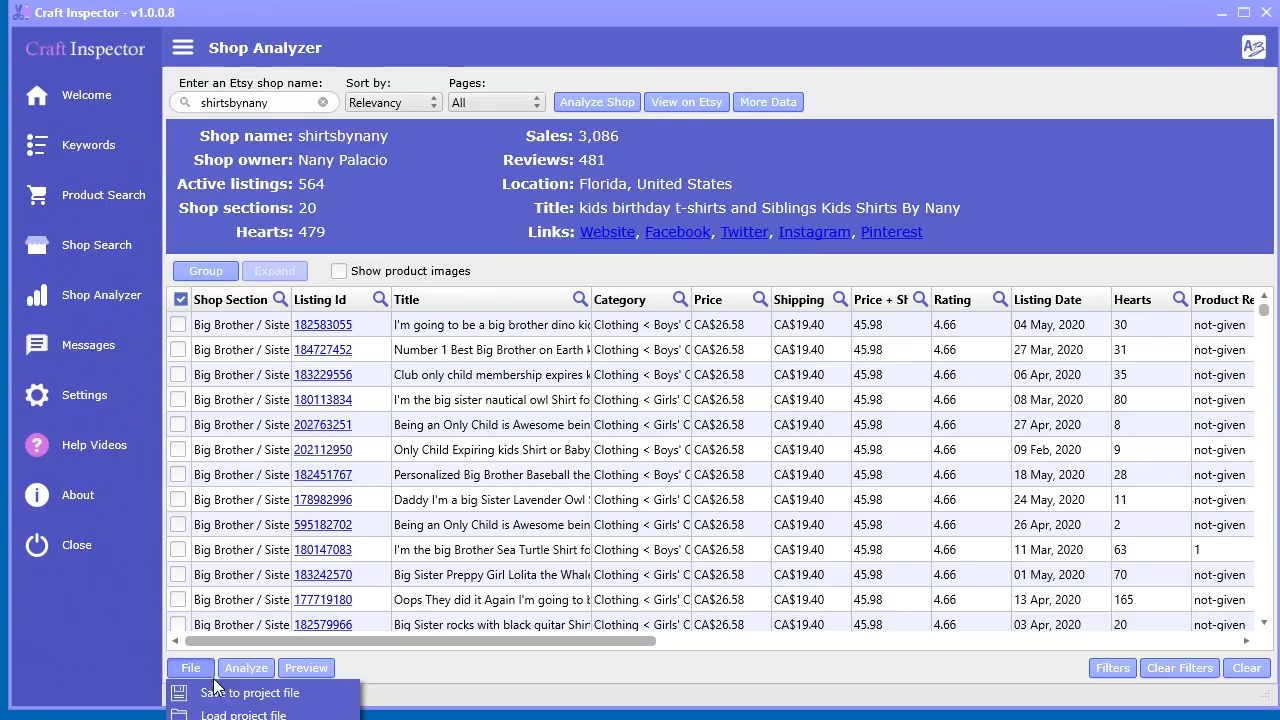 Craft Inspector - v1.0.0.8
Craft Inspector
Shop Analyzer
Welcome
Keywords
Product Search
Shop Search
Shop Analyzer
Messages
Settings
Help Videos
About
Close
Enter an Etsy shop name: Sort by: Pages:
shirtsbynany Relevancy All Analyze Shop View on Etsy More Data
Shop name: shirtsbynany Sales: 3,086
Shop owner: Nany Palacio Reviews: 481
Active listings: 564 Location: Florida, United States
Shop sections: 20 Title: kids birthday t-shirts and Siblings Kids Shirts By Nany
Hearts: 479 Links: Website, Facebook, Twitter, Instagram, Pinterest
Group Expand Show product images
Shop Section Listing Id Title Category Price Shipping Price + Sh Rating Listing Date Hearts Product Re
Big Brother / Siste 182583055 I'm going to be a big brother dino kic Clothing < Boys' C CA$26.58 CA$19.40 45.98 4.66 04 May, 2020 30 not-given
Big Brother / Siste 184727452 Number 1 Best Big Brother on Earth k Clothing < Boys' C CA$26.58 CA$19.40 45.98 4.66 27 Mar, 2020 31 not-given
Big Brother / Siste 183229556 Club only child membership expires k Clothing < Boys' C CA$26.58 CA$19.40 45.98 4.66 06 Apr, 2020 35 not-given
Big Brother / Siste 180113834 I'm the big sister nautical owl Shirt fo Clothing < Girls' C CA$26.58 CA$19.40 45.98 4.66 08 Mar, 2020 80 not-given
Big Brother / Siste 202763251 Being an Only Child is Awesome bein Clothing < Girls' C CA$26.58 CA$19.40 45.98 4.66 27 Apr, 2020 8 not-given
Big Brother / Siste 202112950 Only Child Expiring kids Shirt or Baby Clothing < Girls' C CA$26.58 CA$19.40 45.98 4.66 09 Feb, 2020 9 not-given
Big Brother / Siste 182451767 Personalized Big Brother Baseball the Clothing < Boys' C CA$26.58 CA$19.40 45.98 4.66 18 May, 2020 28 not-given
Big Brother / Siste 178982996 Daddy I'm a big Sister Lavender Owl Clothing < Girls' C CA$26.58 CA$19.40 45.98 4.66 24 May, 2020 11 not-given
Big Brother / Siste 595182702 Being an Only Child is Awesome bein Clothing < Girls' C CA$26.58 CA$19.40 45.98 4.66 26 Apr, 2020 2 not-given
Big Brother / Siste 180147083 I'm the big Brother Sea Turtle Shirt fo Clothing < Boys' C CA$26.58 CA$19.40 45.98 4.66 11 Mar, 2020 63 1
Big Brother / Siste 183242570 Big Sister Preppy Girl Lolita the Whale Clothing < Girls' C CA$26.58 CA$19.40 45.98 4.66 01 May, 2020 70 not-given
Big Brother / Siste 177719180 Oops They did it Again I'm going to b Clothing < Girls' C CA$26.58 CA$19.40 45.98 4.66 13 Apr, 2020 165 not-given
Big Brother / Siste 182579966 Big Sister rocks with black guitar Shir Clothing < Girls' C CA$26.58 CA$19.40 45.98 4.66 03 May, 2020 20 not-given
File Analyze Preview Filters Clear Filters Clear
Save to project file
Load project file